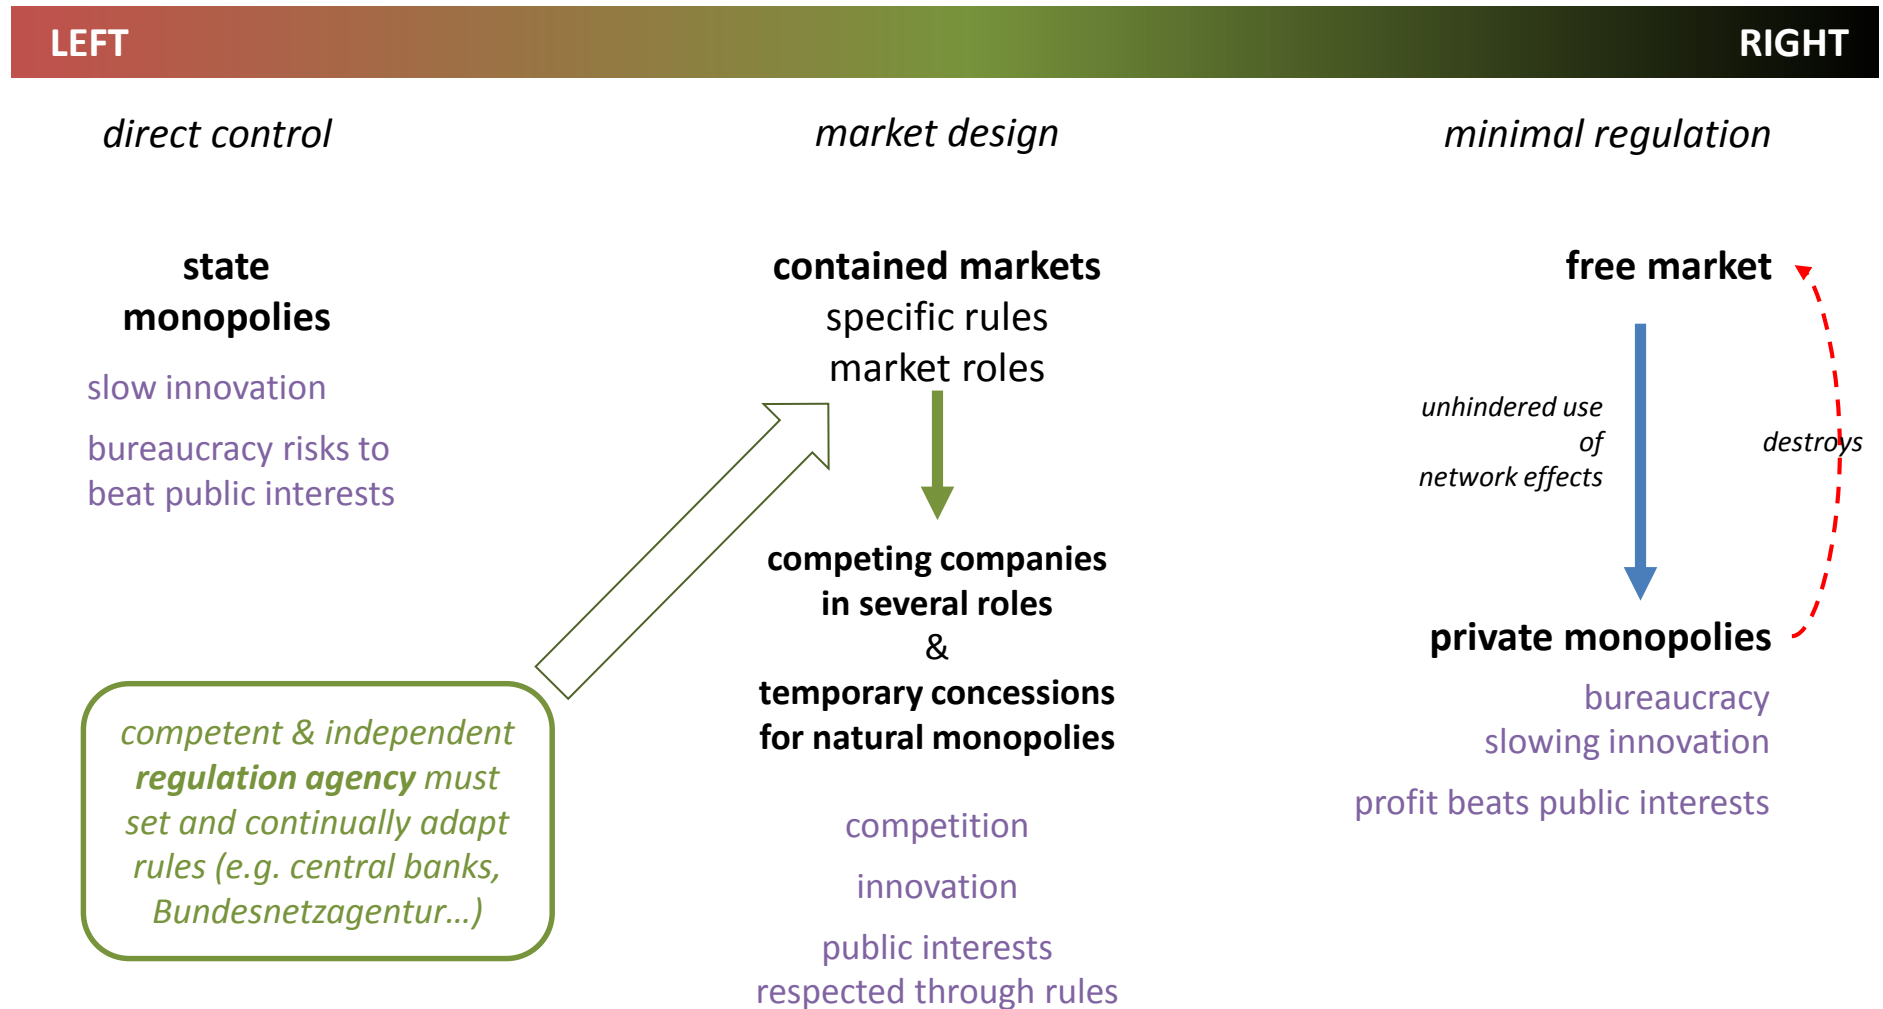 LEFT
RIGHT
direct control
market design
minimal regulation
state
monopolies
slow innovation
bureaucracy risks to
beat public interests
competent & independent
regulation agency must
set and continually adapt
rules (e.g. central banks,
Bundesnetzagentur...)
contained markets
specific rules
market roles
competing companies
in several roles
&
temporary concessions
for natural monopolies
competition
innovation
public interests
respected through rules
free market
unhindered use
of
network effects
destroys
private monopolies
bureaucracy
slowing innovation
profit beats public interests